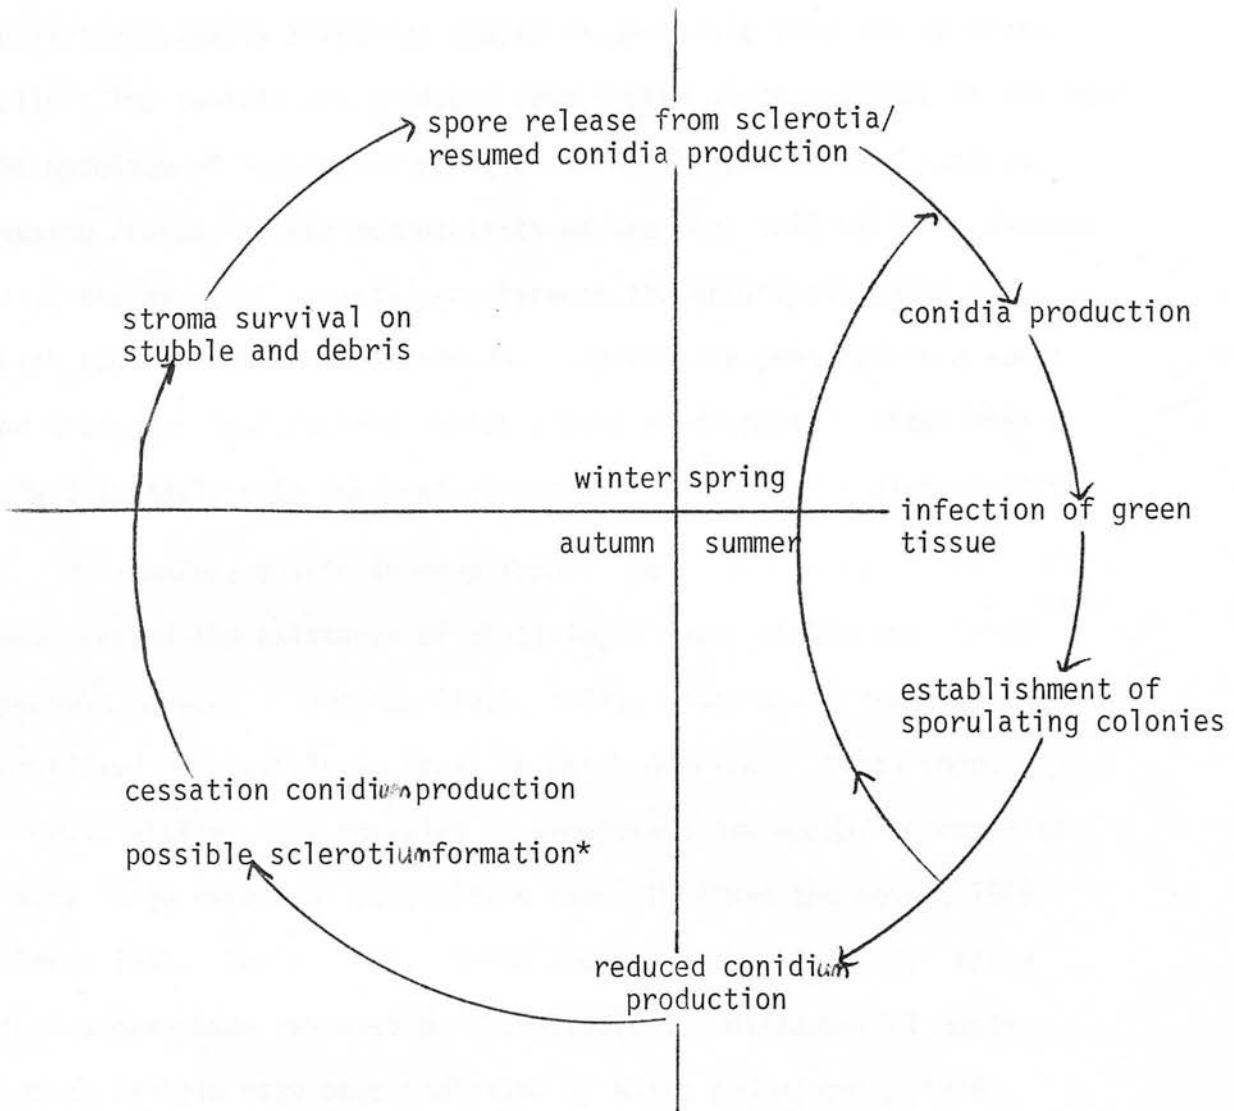 spore release from sclerotia/
resumed conidia production
stroma survival on
stubble and debris
conidia production
winter spring
autumn summer
infection of green
tissue
establishment of
sporulating colonies
cessation conidium production
possible sclerotium formation*
reduced conidium
production